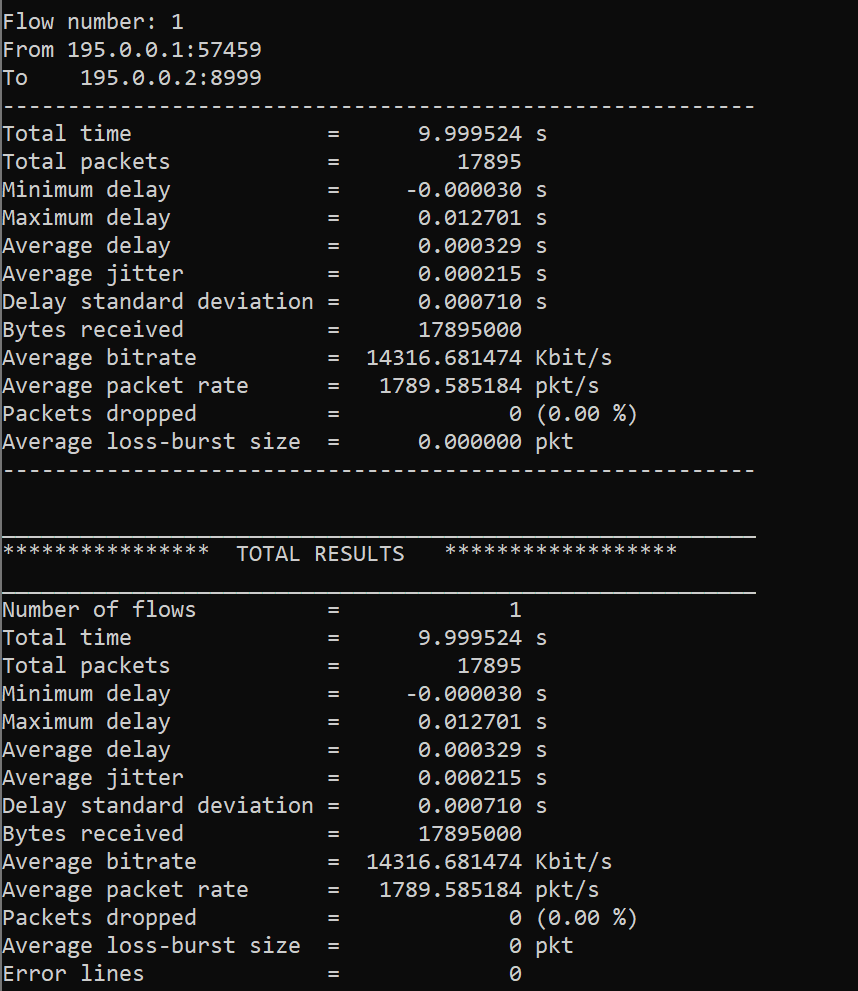 Flow number: 1
From 195.0.0.1:57459
To    195.0.0.2:8999
----------------------------------------------------------
Total time               =      9.999524 s
Total packets            =         17895
Minimum delay            =     -0.000030 s
Maximum delay            =      0.012701 s
Average delay            =      0.000329 s
Average jitter           =      0.000215 s
Delay standard deviation =      0.000710 s
Bytes received           =      17895000
Average bitrate          =  14316.681474 Kbit/s
Average packet rate      =   1789.585184 pkt/s
Packets dropped          =             0 (0.00 %)
Average loss-burst size  =      0.000000 pkt
----------------------------------------------------------
__________________________________________________________
****************  TOTAL RESULTS   ******************
__________________________________________________________
Number of flows          =             1
Total time               =      9.999524 s
Total packets            =         17895
Minimum delay            =     -0.000030 s
Maximum delay            =      0.012701 s
Average delay            =      0.000329 s
Average jitter           =      0.000215 s
Delay standard deviation =      0.000710 s
Bytes received           =      17895000
Average bitrate          =  14316.681474 Kbit/s
Average packet rate      =   1789.585184 pkt/s
Packets dropped          =             0 (0.00 %)
Average loss-burst size  =             0 pkt
Error lines              =             0